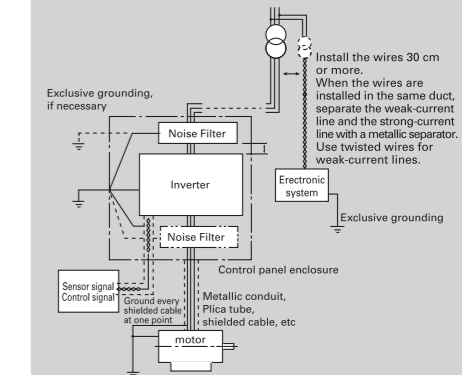 Install the wires 30 cm
or more.
When the wires are
installed in the same duct,
separate the weak-current
line and the strong-current
line with a metallic separator.
Use twisted wires for
weak-current lines.
Exclusive grounding,
if necessary
Noise Filter
Inverter
Erectronic
system
Exclusive grounding
Noise Filter
Control panel enclosure
Sensor signal
Control signal
Ground every
shielded cable
at one point
Metallic conduit,
Plica tube,
shielded cable, etc
motor